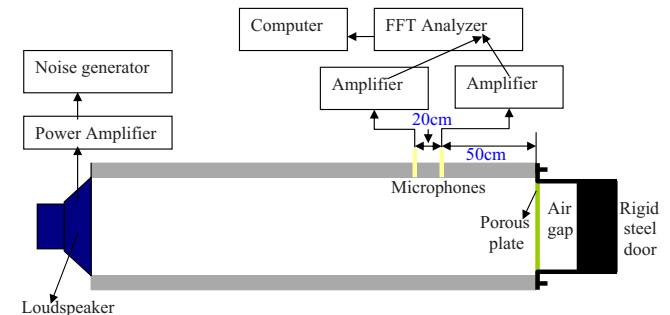 Computer
FFT Analyzer
Noise generator
Amplifier
Amplifier
Power Amplifier
20cm
50cm
Microphones
Porous
plate
Air
gap
Rigid
steel
door
Loudspeaker